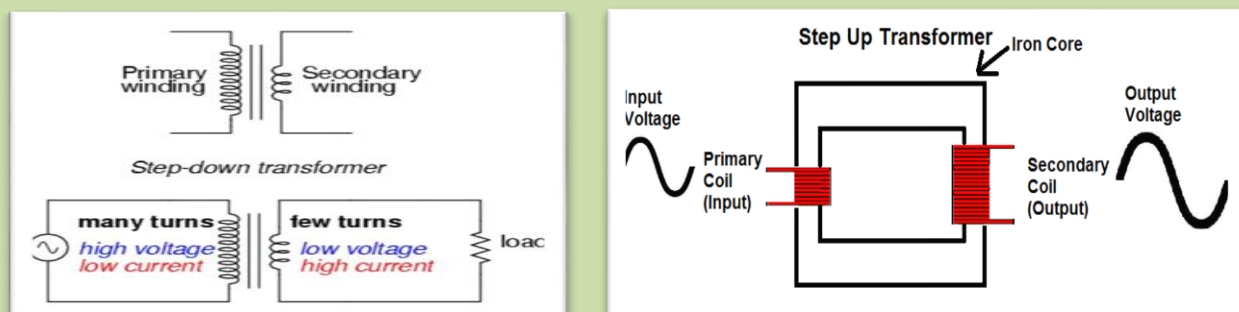 Primary Secondary
winding winding
Step-down transformer
many turns few turns
high voltage low voltage
low current high current
load
Step Up Transformer
Iron Core
Input
Voltage
Output
Voltage
Primary
Coil
(Input)
Secondary
Coil
(Output)